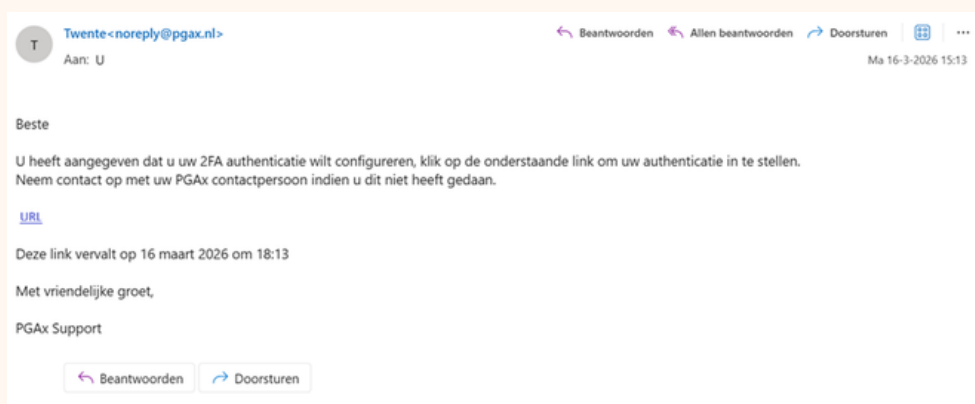 T
Twente<noreply@pgax.nl>
Beantwoorden Allen beantwoorden Doorsturen ...
Aan: U
Ma 16-3-2026 15:13
Beste
U heeft aangegeven dat u uw 2FA authenticatie wilt configureren, klik op de onderstaande link om uw authenticatie in te stellen.
Neem contact op met uw PGAx contactpersoon indien u dit niet heeft gedaan.
URL
Deze link vervalt op 16 maart 2026 om 18:13
Met vriendelijke groet,
PGAx Support
Beantwoorden Doorsturen